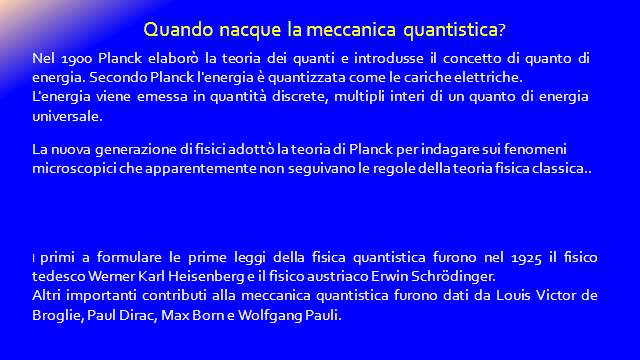 Quando nacque la meccanica quantistica?
Nel 1900 Planck elaborò la teoria dei quanti e introdusse il concetto di quanto di
energia. Secondo Planck l'energia è quantizzata come le cariche elettriche.
L'energia viene emessa in quantità discrete, multipli interi di un quanto di energia
universale.
La nuova generazione di fisici adottò la teoria di Planck per indagare sui fenomeni
microscopici che apparentemente non seguivano le regole della teoria fisica classica..
I primi a formulare le prime leggi della fisica quantistica furono nel 1925 il fisico
tedesco Werner Karl Heisenberg e il fisico austriaco Erwin Schrödinger.
Altri importanti contributi alla meccanica quantistica furono dati da Louis Victor de
Broglie, Paul Dirac, Max Born e Wolfgang Pauli.